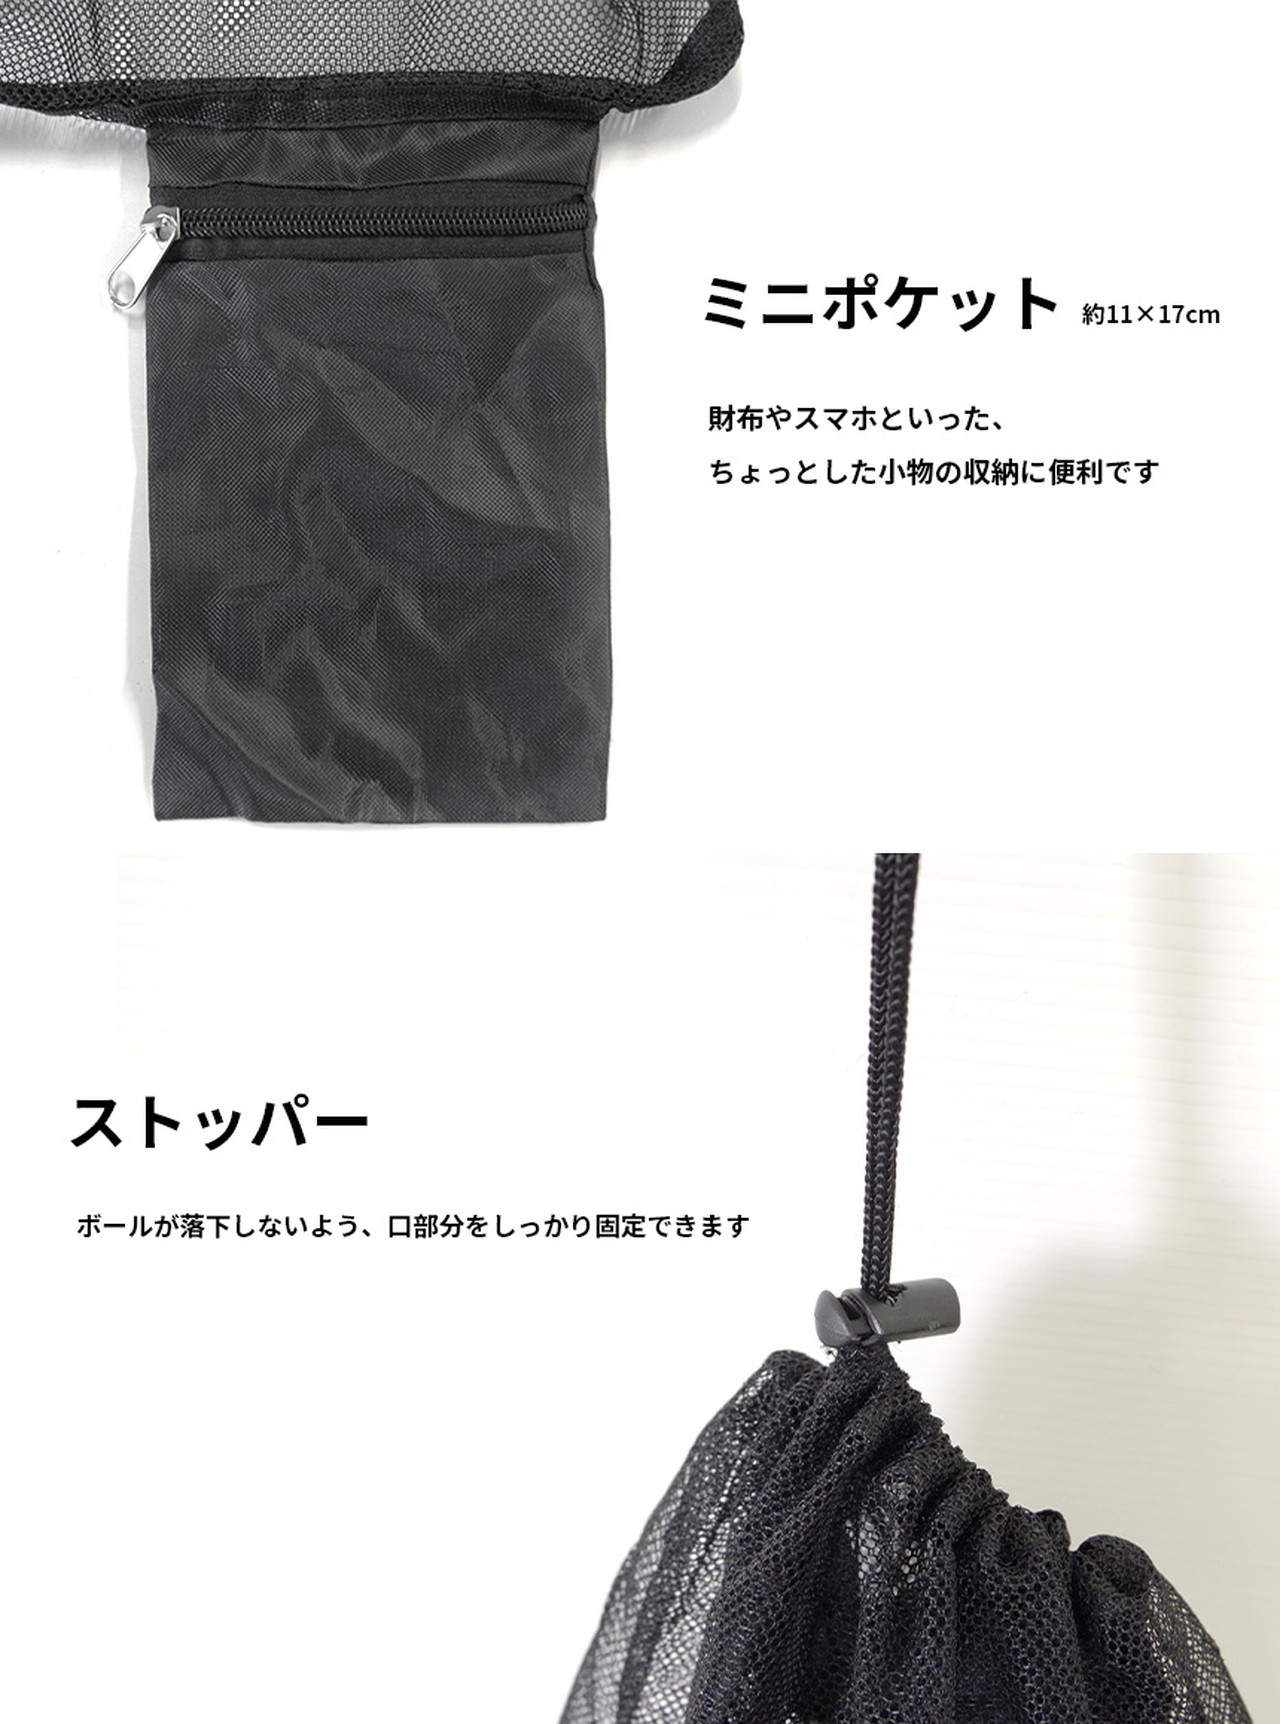 ミニポケット 約11×17cm
財布やスマホといった、
ちょっとした小物の収納に便利です
ストッパー
ボールが落下しないよう、口部分をしっかり固定できます